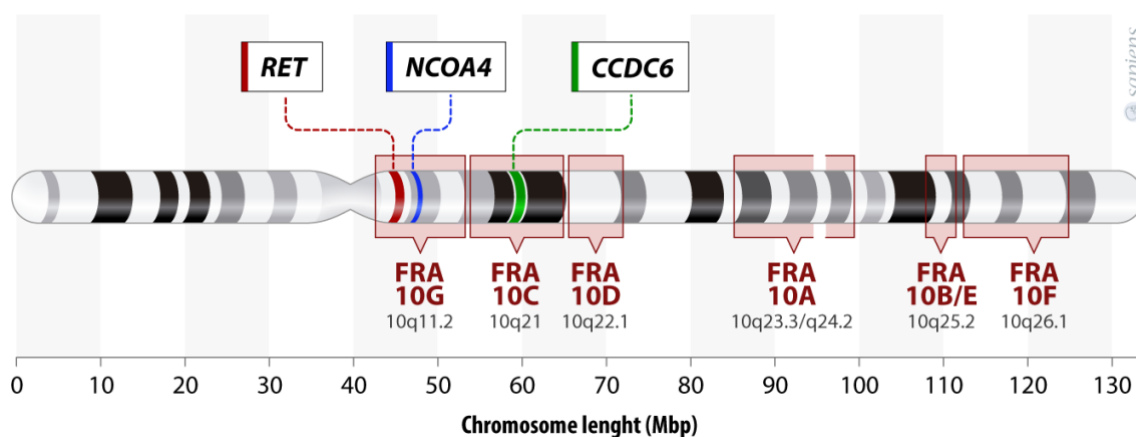 RET
NCOA4
CCDC6
sapiens
FRA
10G
10q11.2
FRA
10C
10q21
FRA
10D
10q22.1
FRA
10A
10q23.3/q24.2
FRA
10B/E
10q25.2
FRA
10F
10q26.1
0 10 20 30 40 50 60 70 80 90 100 110 120 130
Chromosome lenght (Mbp)